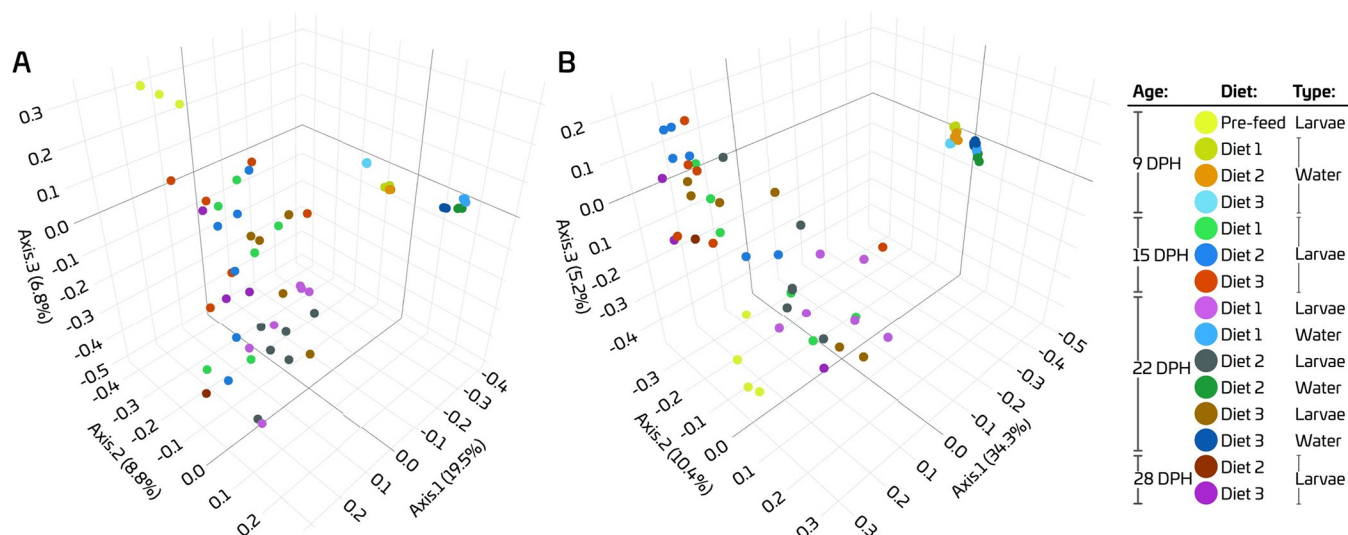 A
0.3
0.2
0.1
0.0
-0.1
-0.2
-0.3
-0.4
-0.5
Axis.3 (6.8%)
-0.4
-0.3
-0.2
-0.1
0.0
0.1
0.2
Axis.2 (8.8%)
-0.4
-0.3
-0.2
-0.1
0.0
0.1
0.2
Axis.1 (19.5%)
B
0.2
0.1
0.0
0.1
-0.2
-0.3
-0.4
Axis.3 (5.2%)
-0.3
-0.2
-0.1
0.0
0.1
0.2
0.3
Axis.2 (10.4%)
-0.5
-0.4
-0.3
-0.2
-0.1
0.0
0.1
0.2
0.3
Axis.1 (34.3%)
Age: Diet: Type:
Pre-feed Larvae
Diet 1
9 DPH Diet 2 Water
Diet 3
Diet 1
15 DPH Diet 2 Larvae
Diet 3
Diet 1 Larvae
Diet 1 Water
22 DPH Diet 2 Larvae
Diet 2 Water
Diet 3 Larvae
Diet 3 Water
Diet 2
28 DPH Larvae
Diet 3